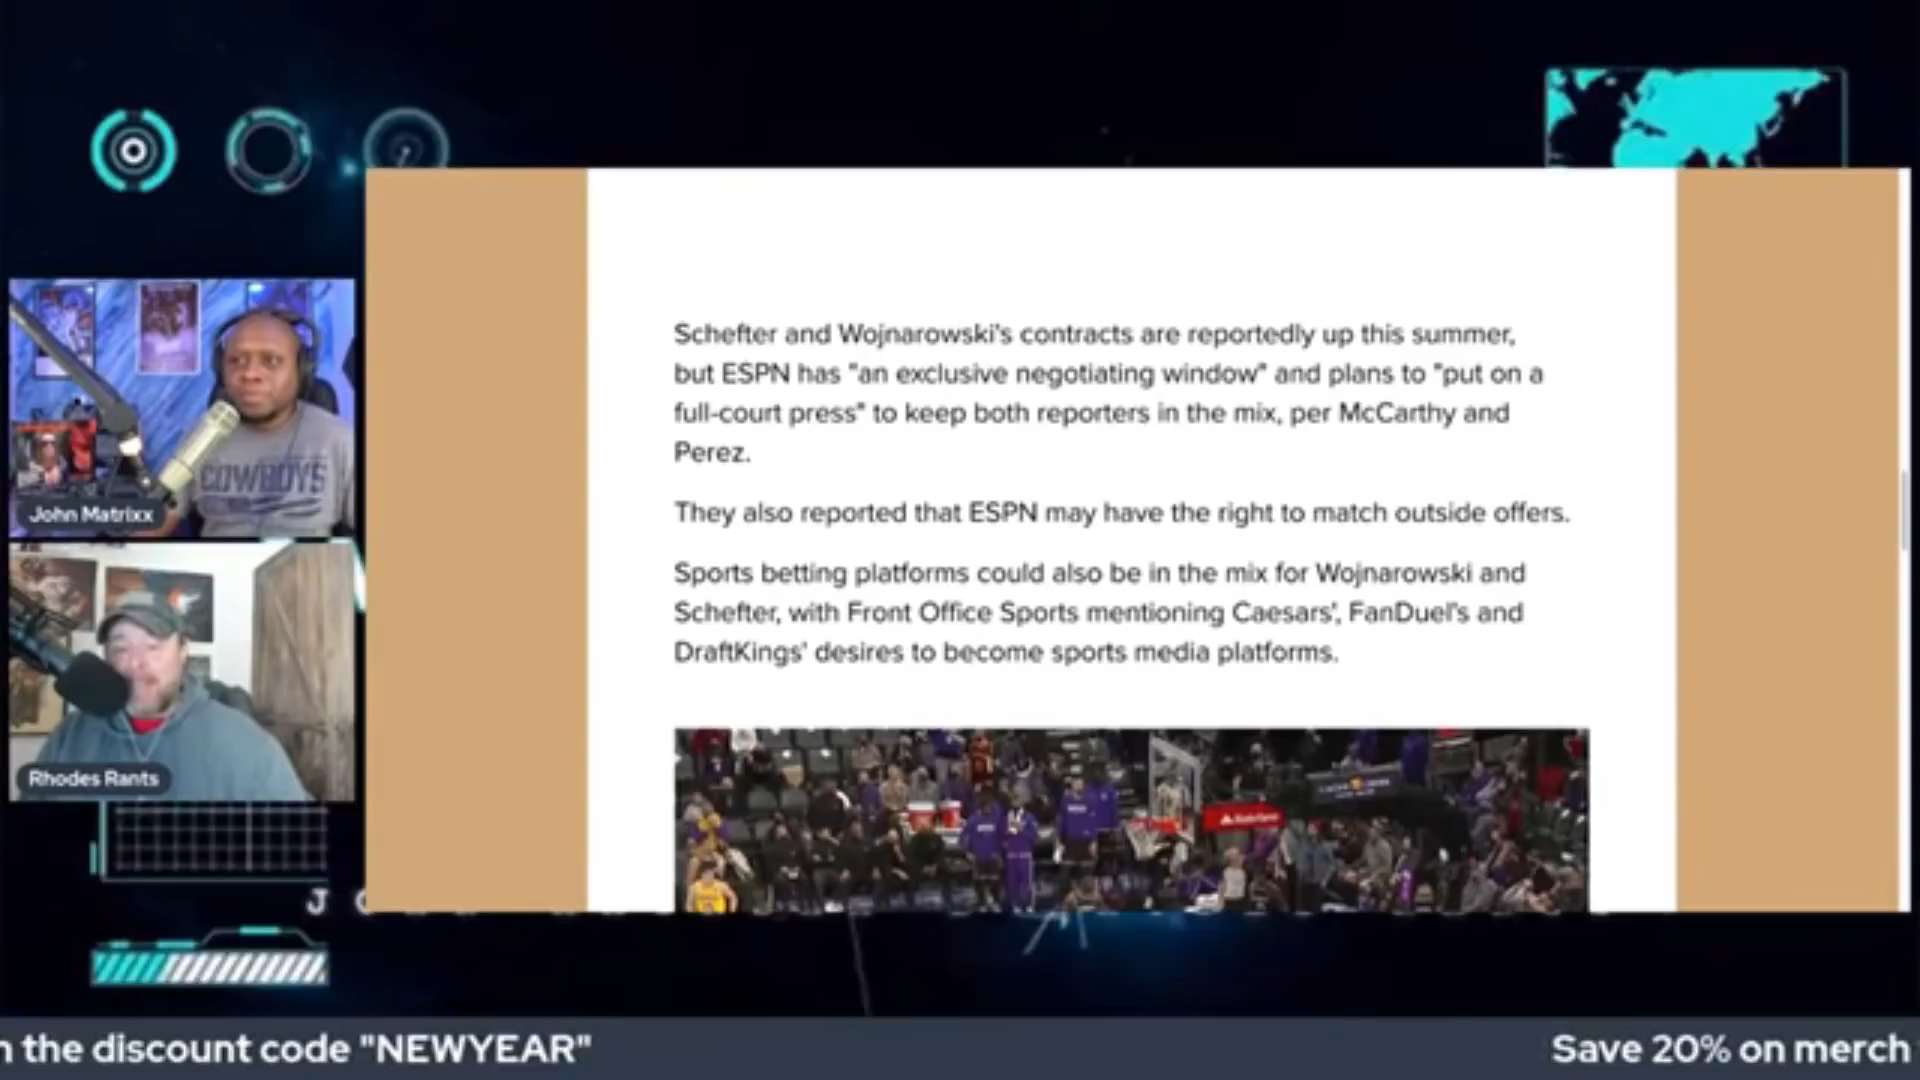 COWBOYS
John Matrixx
Rhodes Rants
Schefter and Wojnarowski's contracts are reportedly up this summer,
but ESPN has "an exclusive negotiating window" and plans to "put on a
full-court press" to keep both reporters in the mix, per McCarthy and
Perez.
They also reported that ESPN may have the right to match outside offers.
Sports betting platforms could also be in the mix for Wojnarowski and
Schefter, with Front Office Sports mentioning Caesars', FanDuel's and
DraftKings' desires to become sports media platforms.
the discount code "NEWYEAR"
Save 20% on merch